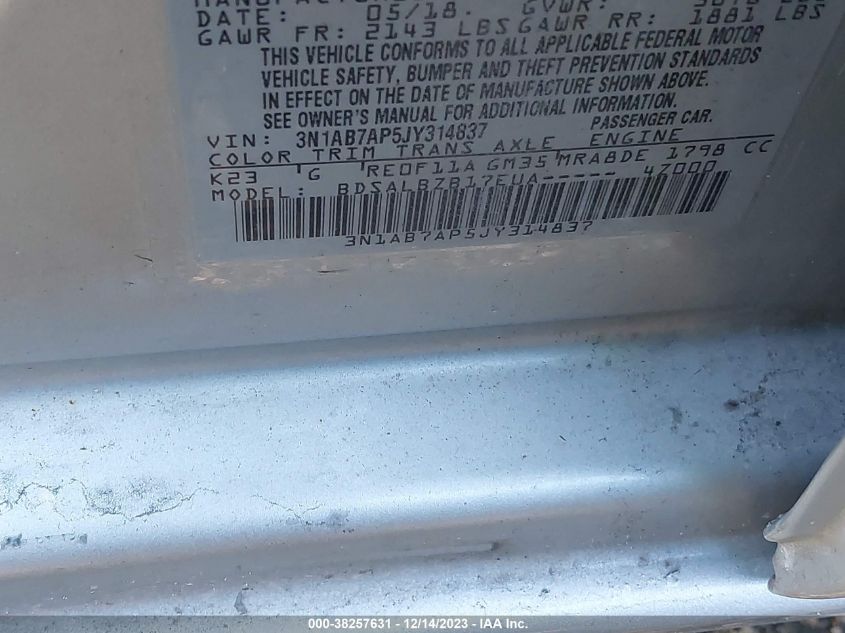 DATE: 05/18. GVWR:
GAWR FR: 2143 LBS GAWR RR: 1881 LBS
THIS VEHICLE CONFORMS TO ALL APPLICABLE FEDERAL MOTOR
VEHICLE SAFETY, BUMPER AND THEFT PREVENTION STANDARDS
IN EFFECT ON THE DATE OF MANUFACTURE SHOWN ABOVE.
SEE OWNER'S MANUAL FOR ADDITIONAL INFORMATION.
VIN: 3N1AB7AP5JY314837 PASSENGER CAR.
COLOR TRIM TRANS AXLE ENGINE
K23 G RE0F11A GM35 MRA8DE 1798 CC
MODEL: BDSALBZB17EUA----- 47000
3N1AB7AP5JY314837
000-38257631 - 12/14/2023 - IAA Inc.